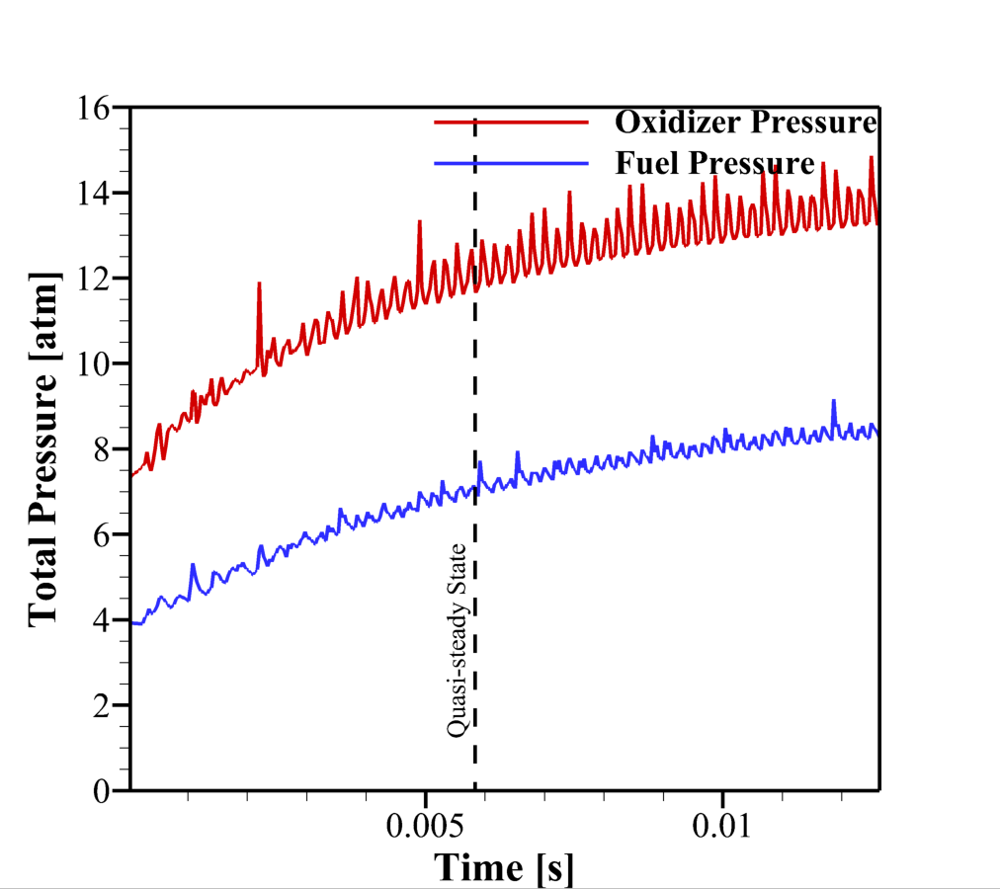 16
14
12
10
8
6
4
2
0
Total Pressure [atm]
Oxidizer Pressure
Fuel Pressure
Quasi-steady State
0.005
0.01
Time [s]